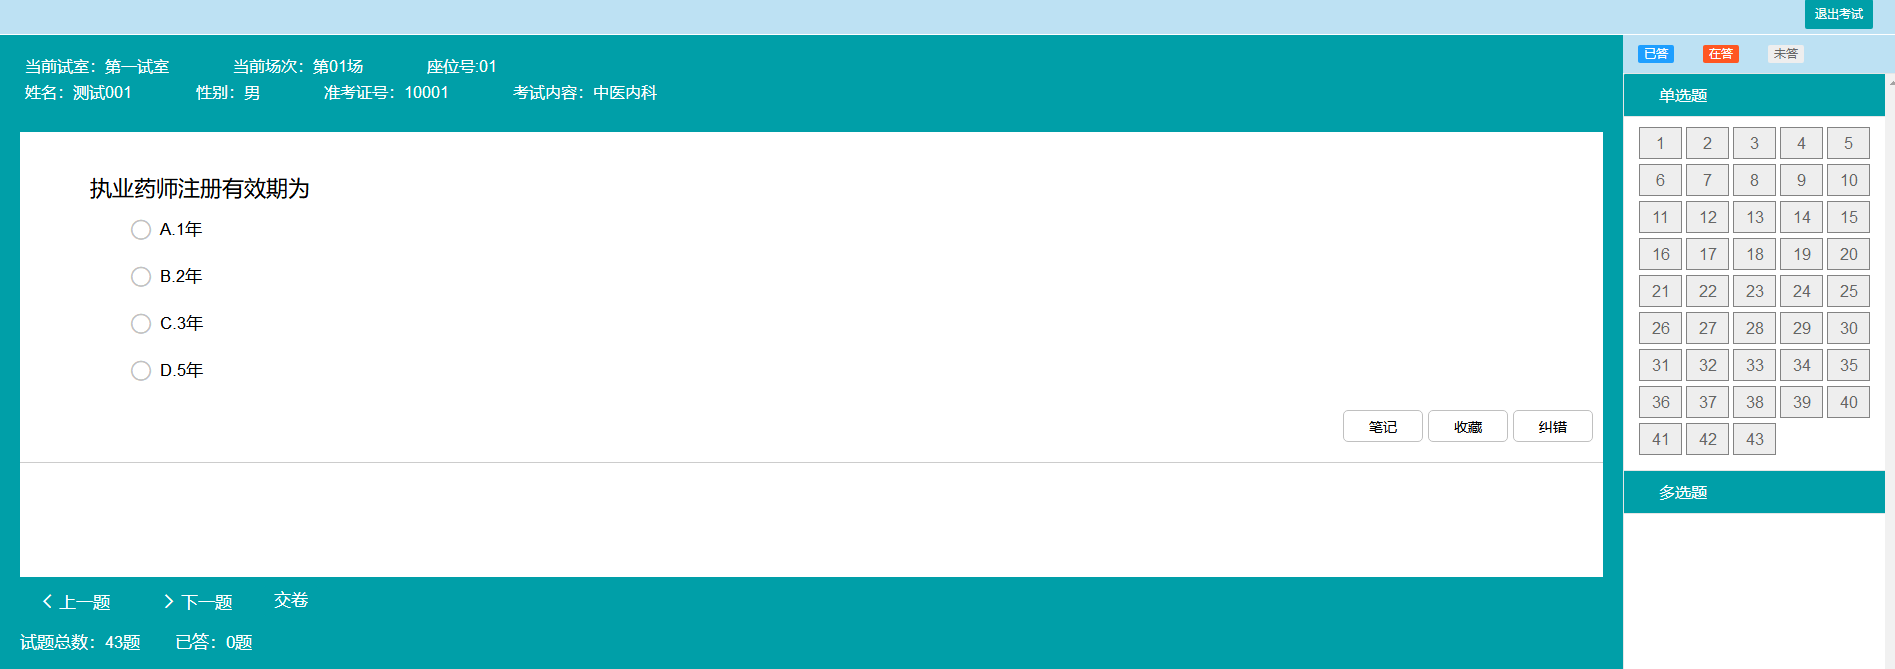 退出考试
已答 在答 未答
当前试室：第一试室 当前场次：第01场 座位号:01
姓名：测试001 性别：男 准考证号：10001 考试内容：中医内科
单选题
执业药师注册有效期为
A.1年
B.2年
C.3年
D.5年
笔记 收藏 纠错
1 2 3 4 5
6 7 8 9 10
11 12 13 14 15
16 17 18 19 20
21 22 23 24 25
26 27 28 29 30
31 32 33 34 35
36 37 38 39 40
41 42 43
多选题
上一题 下一题 交卷
试题总数：43题 已答：0题